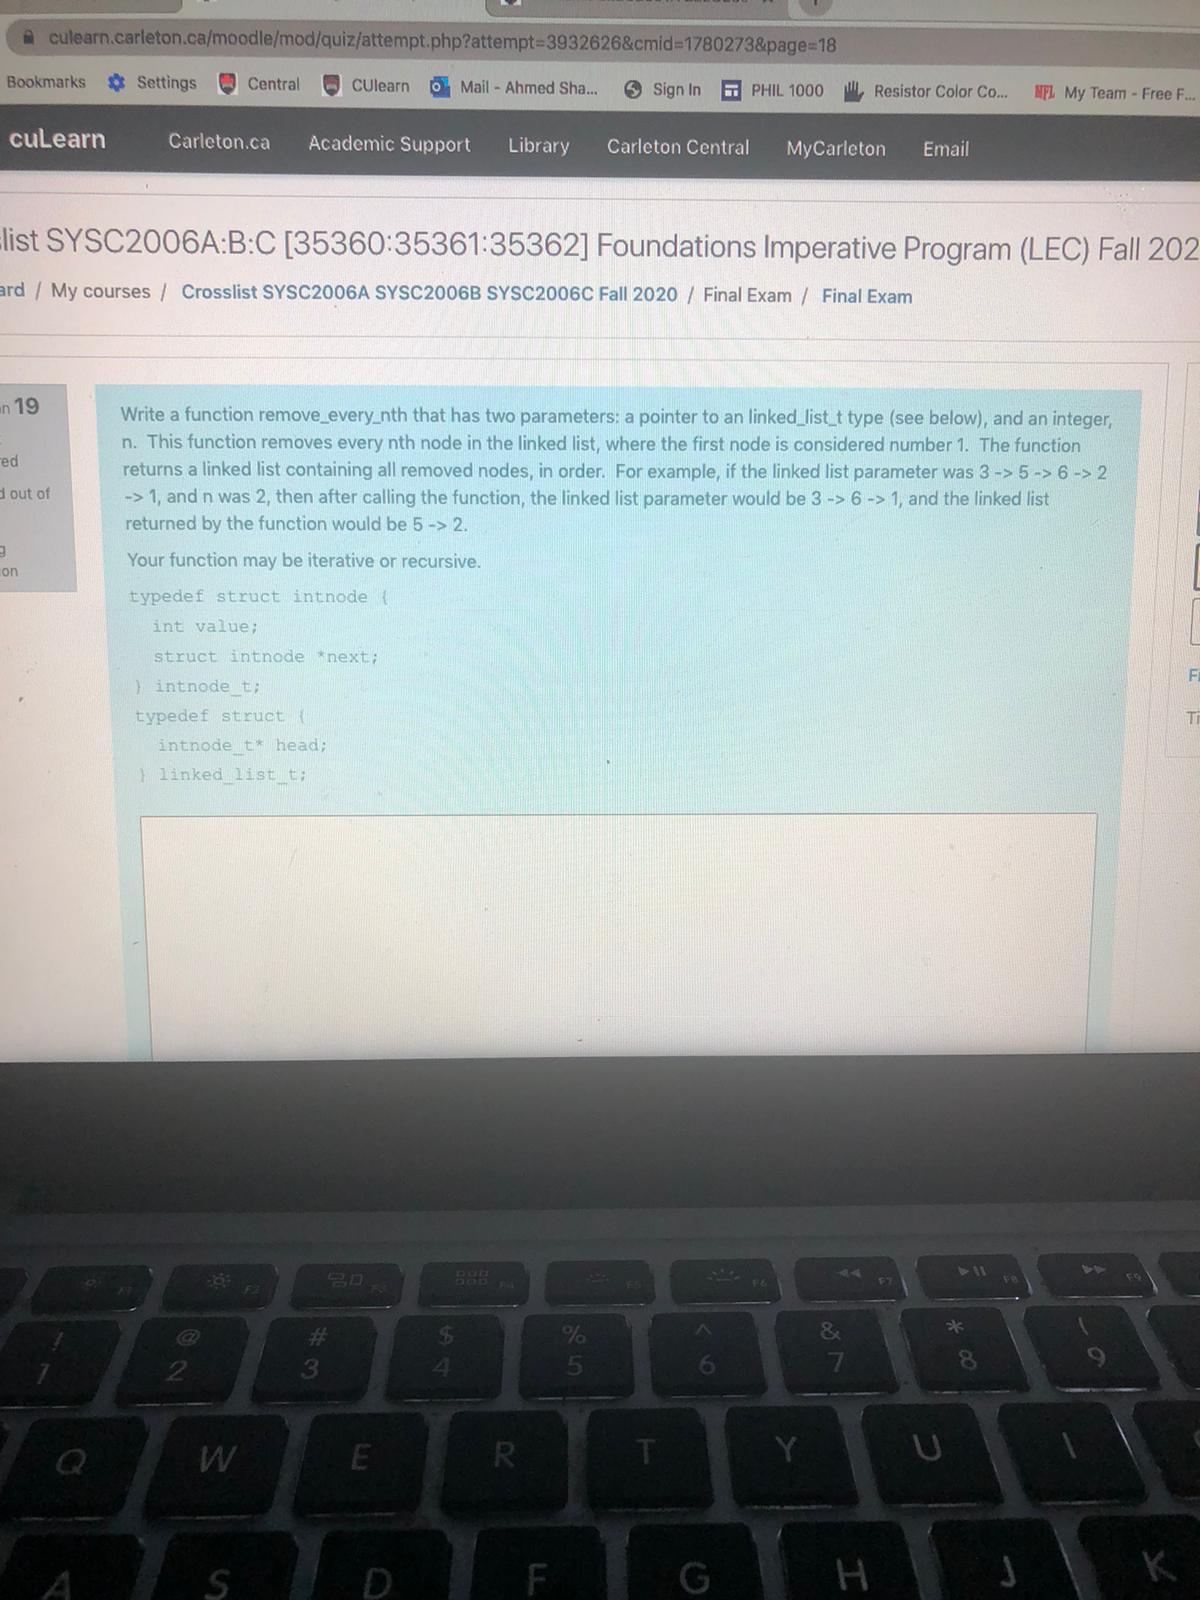 culearn.carleton.ca/moodle/mod/quiz/attempt.php?attempt=3932626&cmid=1780273&page=18
Bookmarks Settings Central CUlearn Mail - Ahmed Sha... Sign In PHIL 1000 Resistor Color Co... NFL My Team - Free F...
cuLearn Carleton.ca Academic Support Library Carleton Central MyCarleton Email
list SYSC2006A:B:C [35360:35361:35362] Foundations Imperative Program (LEC) Fall 202
ard / My courses / Crosslist SYSC2006A SYSC2006B SYSC2006C Fall 2020 / Final Exam / Final Exam
n 19
ed
d out of
g
on
Write a function remove_every_nth that has two parameters: a pointer to an linked_list_t type (see below), and an integer,
n. This function removes every nth node in the linked list, where the first node is considered number 1. The function
returns a linked list containing all removed nodes, in order. For example, if the linked list parameter was 3 -> 5 -> 6 -> 2
-> 1, and n was 2, then after calling the function, the linked list parameter would be 3 -> 6 -> 1, and the linked list
returned by the function would be 5 -> 2.
Your function may be iterative or recursive.
typedef struct intnode {
int value;
struct intnode *next;
} intnode_t;
typedef struct {
intnode_t* head;
} linked_list_t;
Fi
Ti
F1 F2 F3 F4 F5 F6 F7 F8 F9
! @ # $ % ^ & * (
1 2 3 4 5 6 7 8 9
Q W E R T Y U I
A S D F G H J K